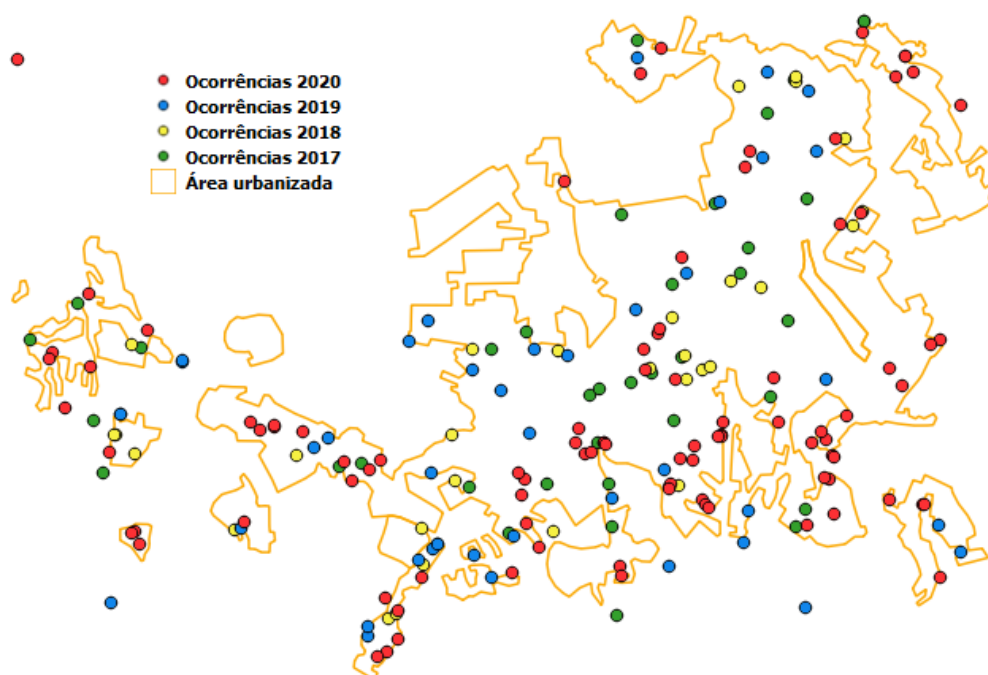 Ocorrências 2020
Ocorrências 2019
Ocorrências 2018
Ocorrências 2017
Área urbanizada